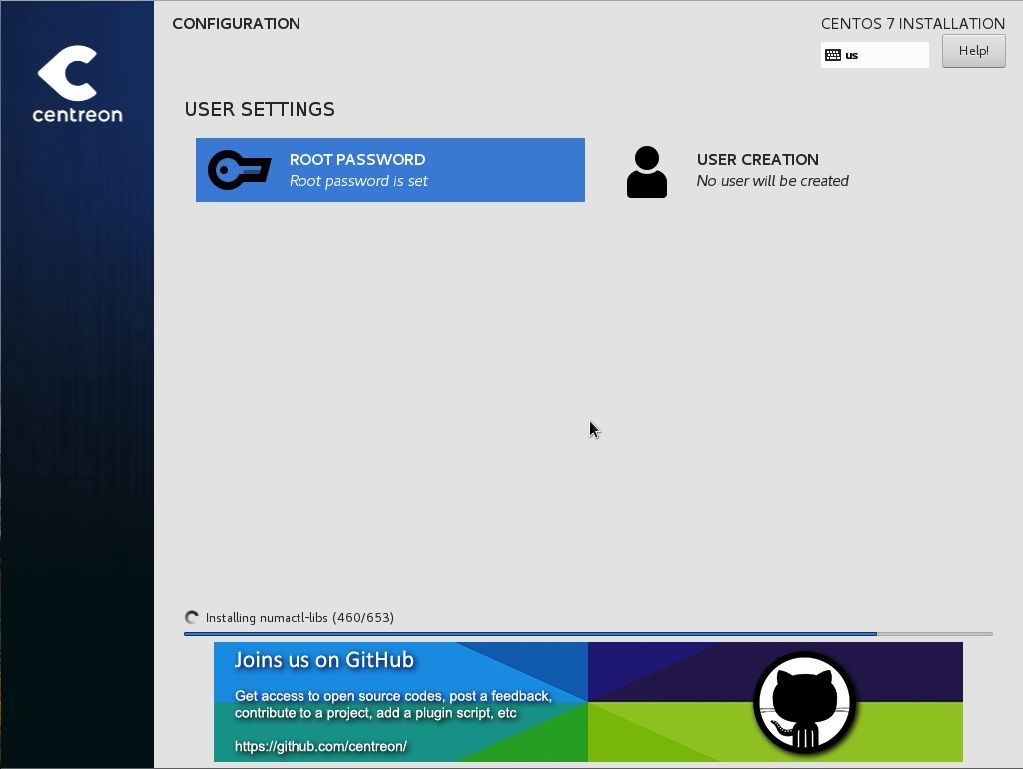 centreon
CONFIGURATION
CENTOS 7 INSTALLATION
us
Help!
USER SETTINGS
ROOT PASSWORD
Root password is set
USER CREATION
No user will be created
Installing numactl-libs (460/653)
Joins us on GitHub
Get access to open source codes, post a feedback,
contribute to a project, add a plugin script, etc
https://github.com/centreon/